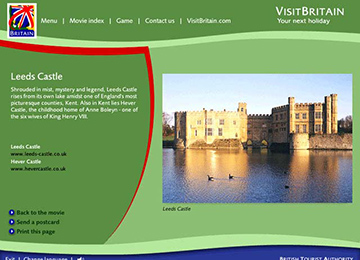 BRITAIN
Menu | Movie index | Game | Contact us | VisitBritain.com
VISITBRITAIN
Your next holiday
Leeds Castle
Shrouded in mist, mystery and legend, Leeds Castle
rises from its own lake amidst one of England's most
picturesque counties, Kent. Also in Kent lies Hever
Castle, the childhood home of Anne Boleyn - one of
the six wives of King Henry VIII.
Leeds Castle
www.leeds-castle.co.uk
Hever Castle
www.hevercastle.co.uk
Leeds Castle
Back to the movie
Send a postcard
Print this page
Exit | Change language |
BRITISH TOURIST AUTHORITY